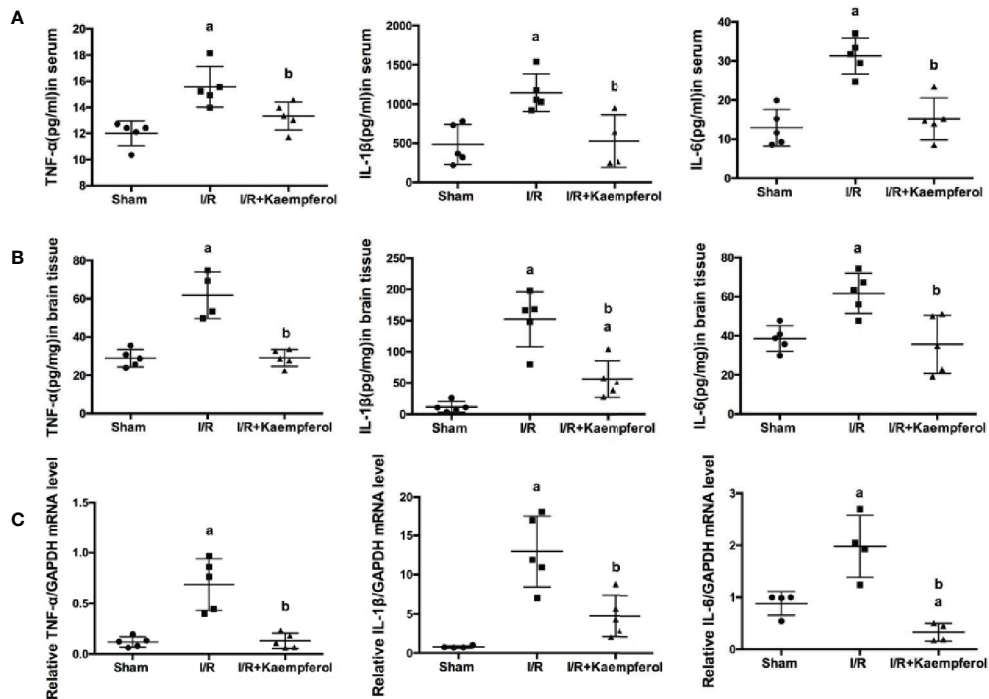 A
TNF-α(pg/ml)in serum
20
18
16
14
12
10
8
a
b
Sham
I/R
I/R+Kaempferol
IL-1β(pg/ml)in serum
2000
1500
1000
500
0
a
b
Sham
I/R
I/R+Kaempferol
IL-6(pg/ml)in serum
40
30
20
10
0
a
b
Sham
I/R
I/R+Kaempferol
B
TNF-α(pg/mg)in brain tissue
80
60
40
20
0
a
b
Sham
I/R
I/R+Kaempferol
IL-1β(pg/mg)in brain tissue
250
200
150
100
50
0
a
b
a
Sham
I/R
I/R+Kaempferol
IL-6(pg/mg)in brain tissue
80
60
40
20
0
a
b
Sham
I/R
I/R+Kaempferol
C
Relative TNF-α/GAPDH mRNA level
1.5
1.0
0.5
0.0
a
b
Sham
I/R
I/R+Kaempferol
Relative IL-1β/GAPDH mRNA level
20
15
10
5
0
a
b
Sham
I/R
I/R+Kaempferol
Relative IL-6/GAPDH mRNA level
3
2
1
0
a
b
a
Sham
I/R
I/R+Kaempferol